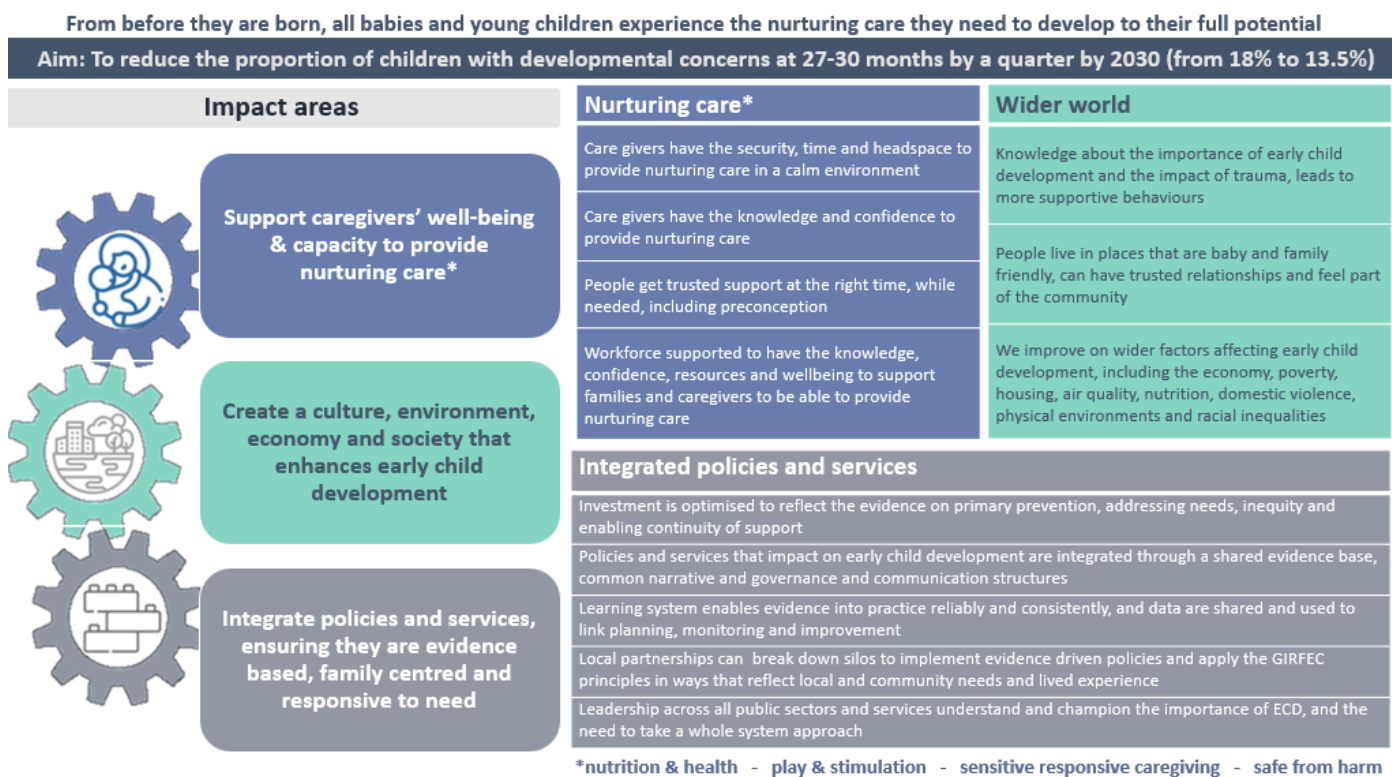 From before they are born, all babies and young children experience the nurturing care they need to develop to their full potential
Aim: To reduce the proportion of children with developmental concerns at 27-30 months by a quarter by 2030 (from 18% to 13.5%)
Impact areas
Support caregivers' well-being
& capacity to provide
nurturing care*
Create a culture, environment,
economy and society that
enhances early child
development
Integrate policies and services,
ensuring they are evidence
based, family centred and
responsive to need
Nurturing care*
Care givers have the security, time and headspace to
provide nurturing care in a calm environment
Care givers have the knowledge and confidence to
provide nurturing care
People get trusted support at the right time, while
needed, including preconception
Workforce supported to have the knowledge,
confidence, resources and wellbeing to support
families and caregivers to be able to provide
nurturing care
Wider world
Knowledge about the importance of early child
development and the impact of trauma, leads to
more supportive behaviours
People live in places that are baby and family
friendly, can have trusted relationships and feel part
of the community
We improve on wider factors affecting early child
development, including the economy, poverty,
housing, air quality, nutrition, domestic violence,
physical environments and racial inequalities
Integrated policies and services
Investment is optimised to reflect the evidence on primary prevention, addressing needs, inequity and
enabling continuity of support
Policies and services that impact on early child development are integrated through a shared evidence base,
common narrative and governance and communication structures
Learning system enables evidence into practice reliably and consistently, and data are shared and used to
link planning, monitoring and improvement
Local partnerships can break down silos to implement evidence driven policies and apply the GIRFEC
principles in ways that reflect local and community needs and lived experience
Leadership across all public sectors and services understand and champion the importance of ECD, and the
need to take a whole system approach
*nutrition & health - play & stimulation - sensitive responsive caregiving - safe from harm